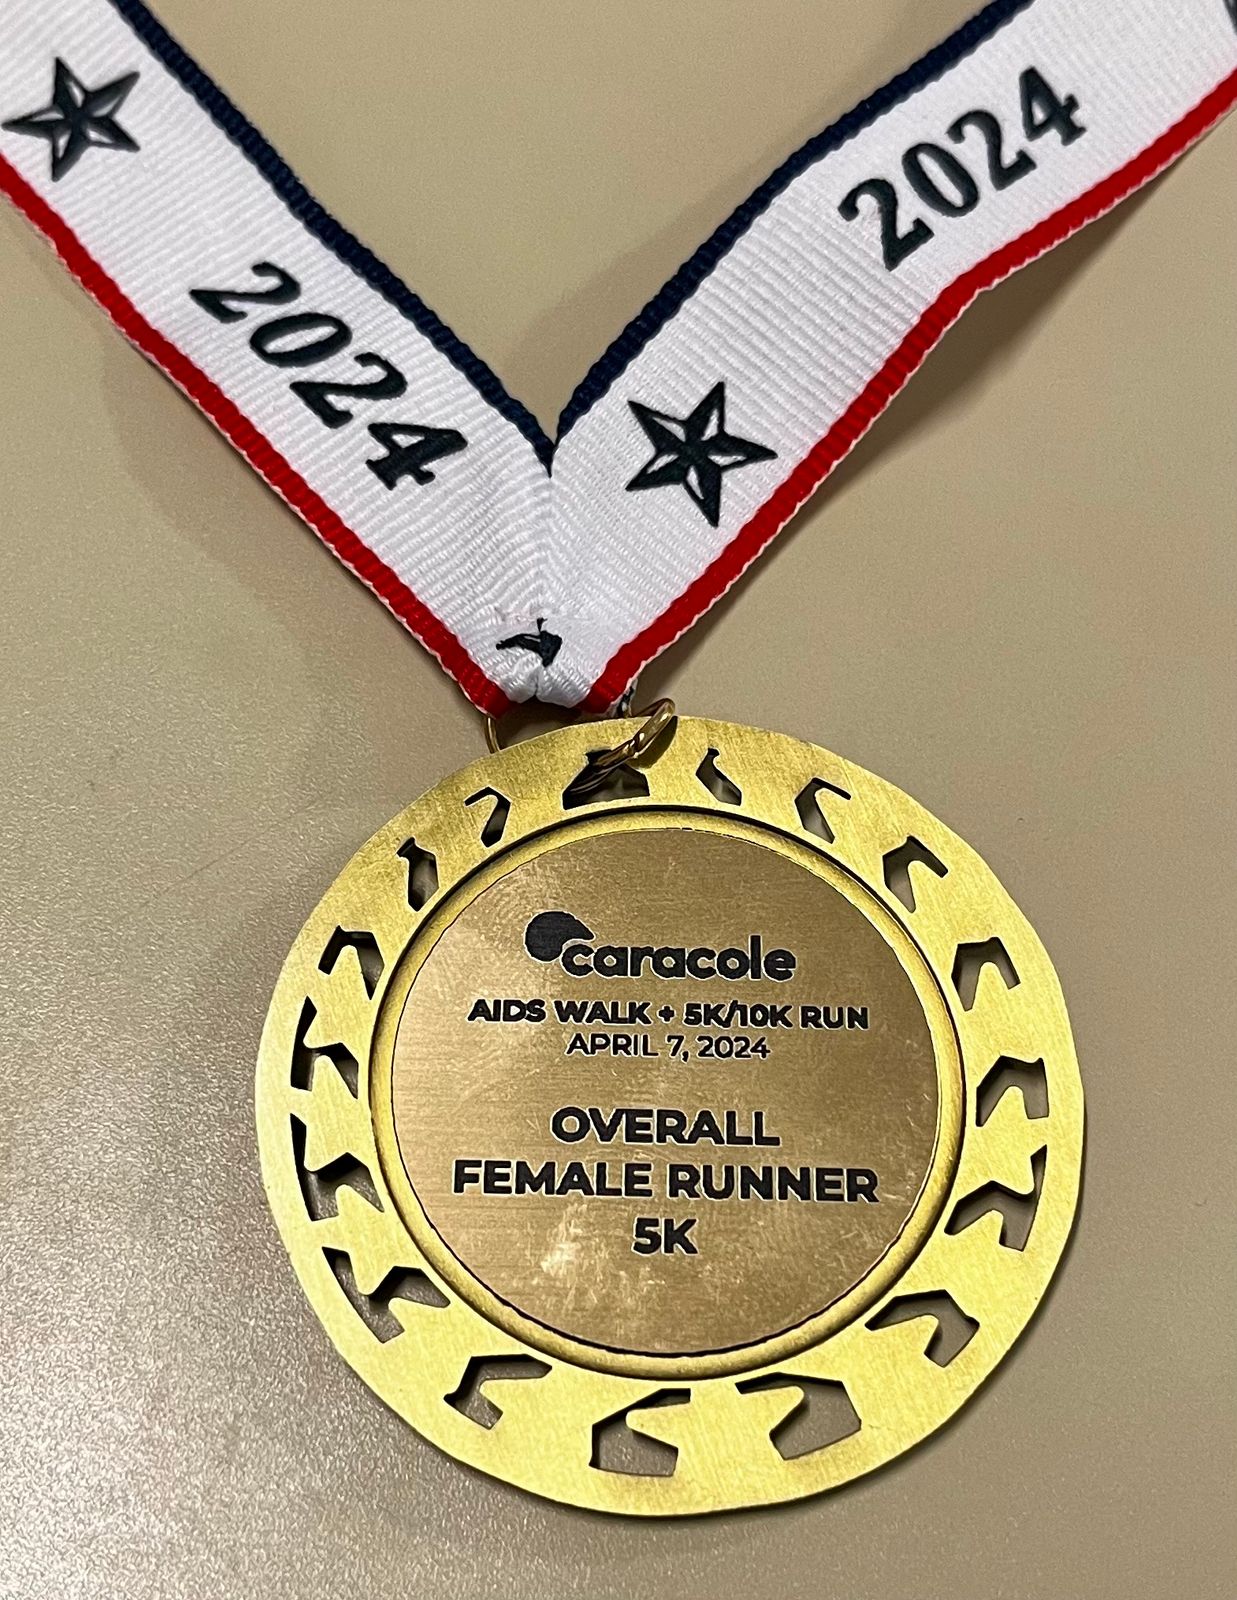 2024
2024
caracole
AIDS WALK + 5K/10K RUN
APRIL 7, 2024
OVERALL
FEMALE RUNNER
5K